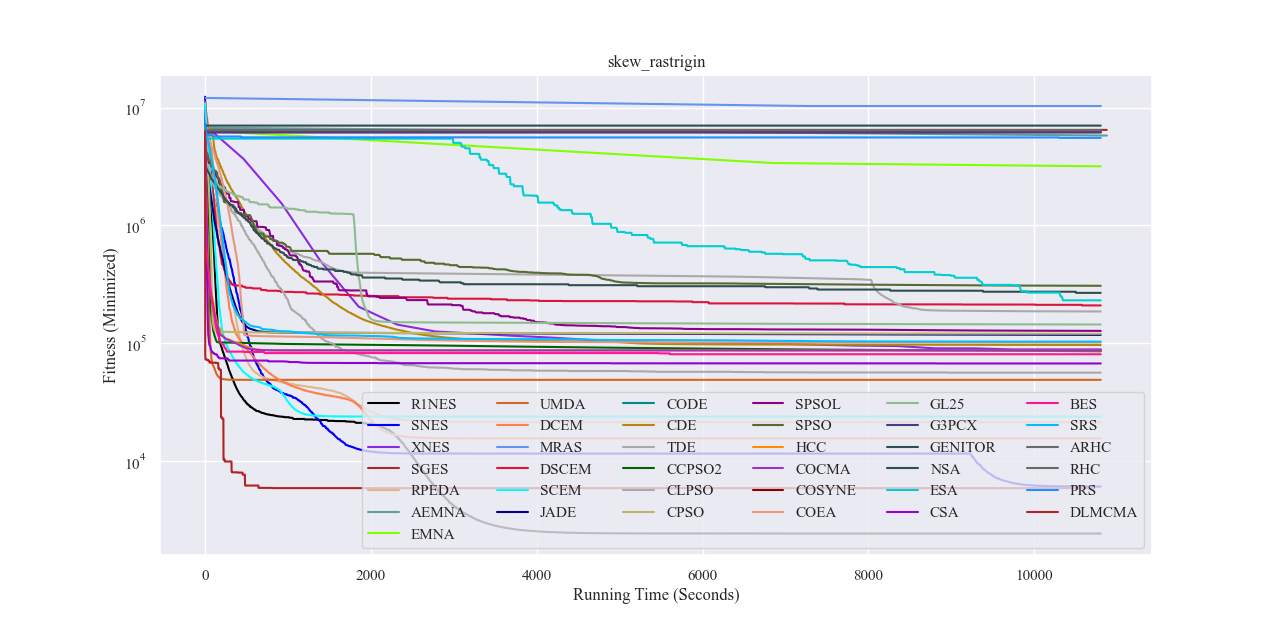 skew_rastrigin
Fitness (Minimized)
10^7
10^6
10^5
10^4
R1NES UMDA CODE SPSOL GL25 BES
SNES DCEM CDE SPSO G3PCX SRS
XNES MRAS TDE HCC GENITOR ARHC
SGES DSCEM CCPSO2 COCMA NSA RHC
RPEDA SCEM CLPSO COSYNE ESA PRS
AEMNA JADE CPSO COEA CSA DLMCMA
EMNA
0 2000 4000 6000 8000 10000
Running Time (Seconds)